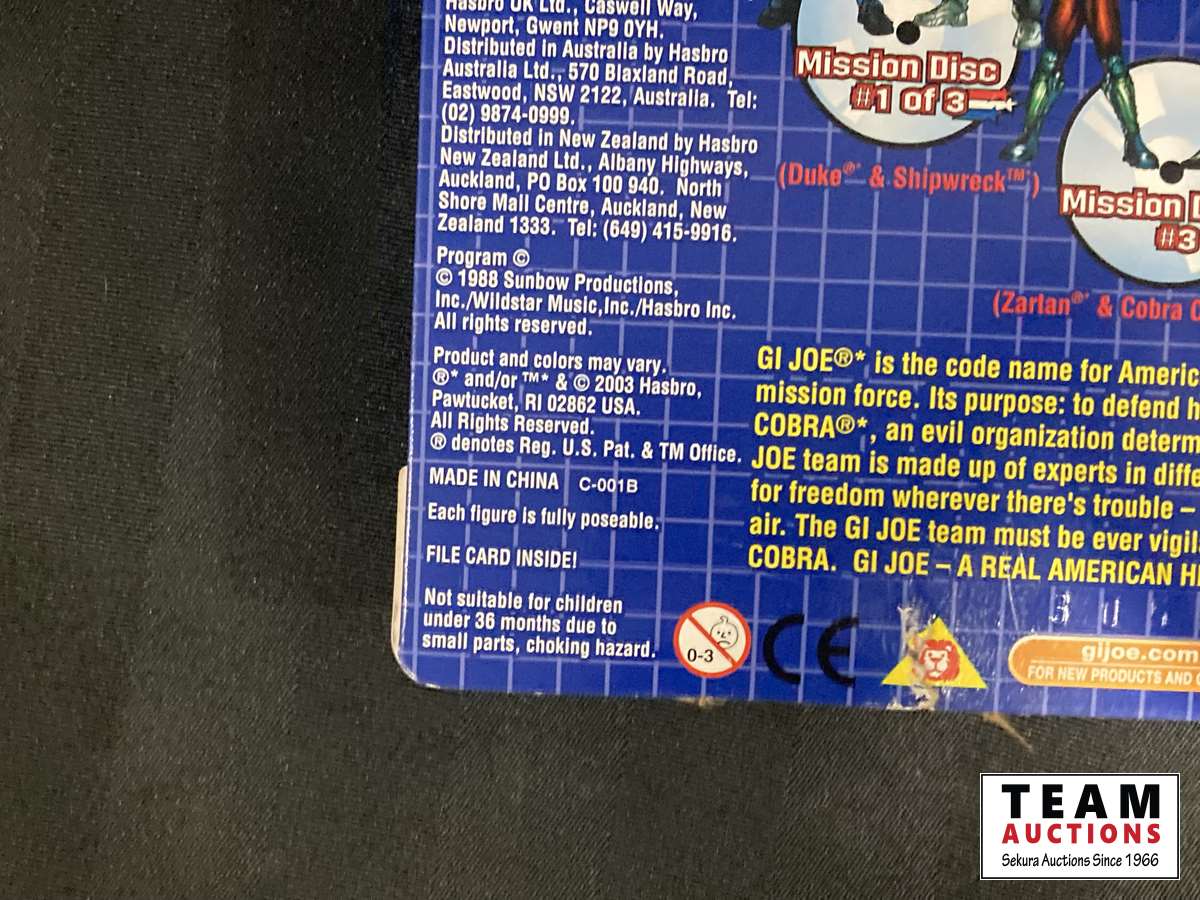 Hasbro UK Ltd., Caswell Way,
Newport, Gwent NP9 0YH.
Distributed in Australia by Hasbro
Australia Ltd., 570 Blaxland Road,
Eastwood, NSW 2122, Australia. Tel:
(02) 9874-0999.
Distributed in New Zealand by Hasbro
New Zealand Ltd., Albany Highways,
Auckland, PO Box 100 940. North
Shore Mail Centre, Auckland, New
Zealand 1333. Tel: (649) 415-9916.
Program ©
© 1988 Sunbow Productions,
Inc./Wildstar Music,Inc./Hasbro Inc.
All rights reserved.
Product and colors may vary.
®* and/or ™* & © 2003 Hasbro,
Pawtucket, RI 02862 USA.
All Rights Reserved.
® denotes Reg. U.S. Pat. & TM Office.
MADE IN CHINA C-001B
Each figure is fully poseable.
FILE CARD INSIDE!
Not suitable for children
under 36 months due to
small parts, choking hazard.
0-3
CE
Mission Disc
#1 of 3
(Duke®* & Shipwreck™*)
Mission
#3
(Zartan®* & Cobra
GI JOE®* is the code name for Americ
mission force. Its purpose: to defend h
COBRA®*, an evil organization determ
JOE team is made up of experts in diffe
for freedom wherever there's trouble –
air. The GI JOE team must be ever vigil
COBRA. GI JOE – A REAL AMERICAN H
gijoe.com
FOR NEW PRODUCTS AND
TEAM
AUCTIONS
Sekura Auctions Since 1966